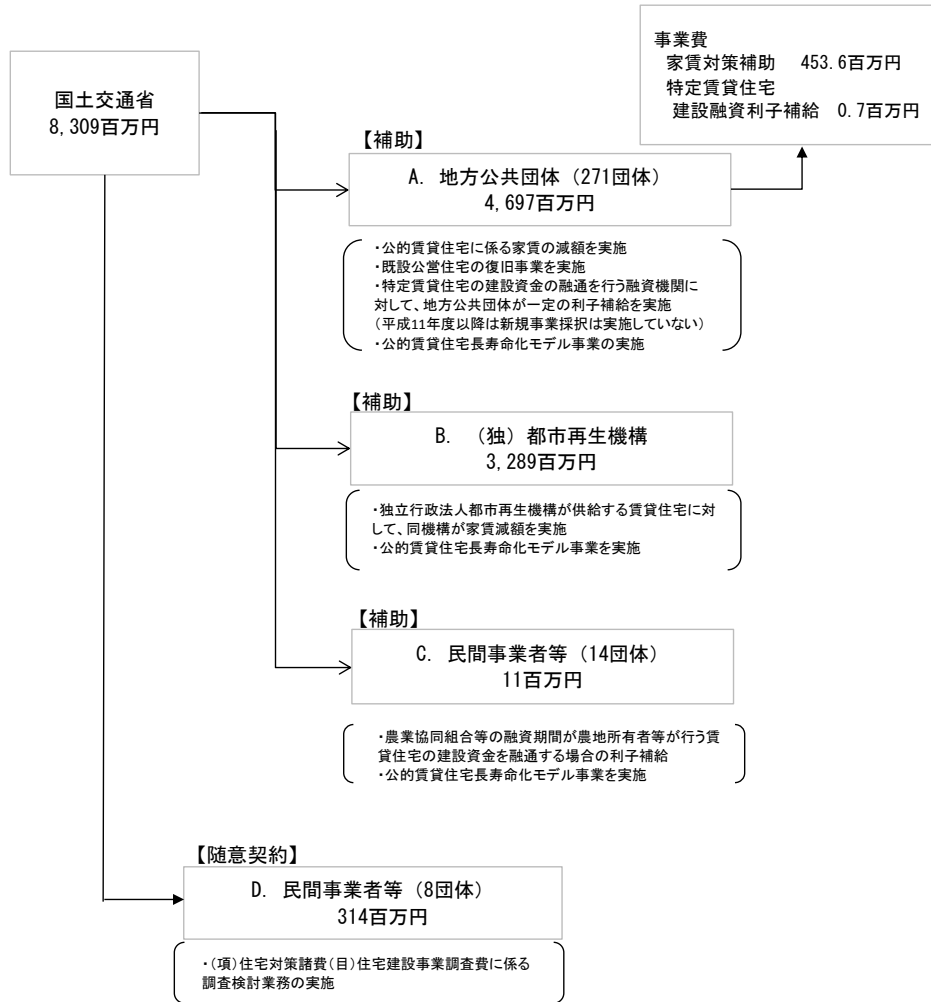 国土交通省
8,309百万円
事業費
家賃対策補助 453.6百万円
特定賃貸住宅
建設融資利子補給 0.7百万円
【補助】
A. 地方公共団体（271団体）
4,697百万円
・公的賃貸住宅に係る家賃の減額を実施
・既設公営住宅の復旧事業を実施
・特定賃貸住宅の建設資金の融通を行う融資機関に
対して、地方公共団体が一定の利子補給を実施
（平成11年度以降は新規事業採択は実施していない）
・公的賃貸住宅長寿命化モデル事業の実施
【補助】
B. （独）都市再生機構
3,289百万円
・独立行政法人都市再生機構が供給する賃貸住宅に対
して、同機構が家賃減額を実施
・公的賃貸住宅長寿命化モデル事業を実施
【補助】
C. 民間事業者等（14団体）
11百万円
・農業協同組合等の融資期間が農地所有者等が行う賃
貸住宅の建設資金を融通する場合の利子補給
・公的賃貸住宅長寿命化モデル事業を実施
【随意契約】
D. 民間事業者等（8団体）
314百万円
・（項）住宅対策諸費（目）住宅建設事業調査費に係る
調査検討業務の実施